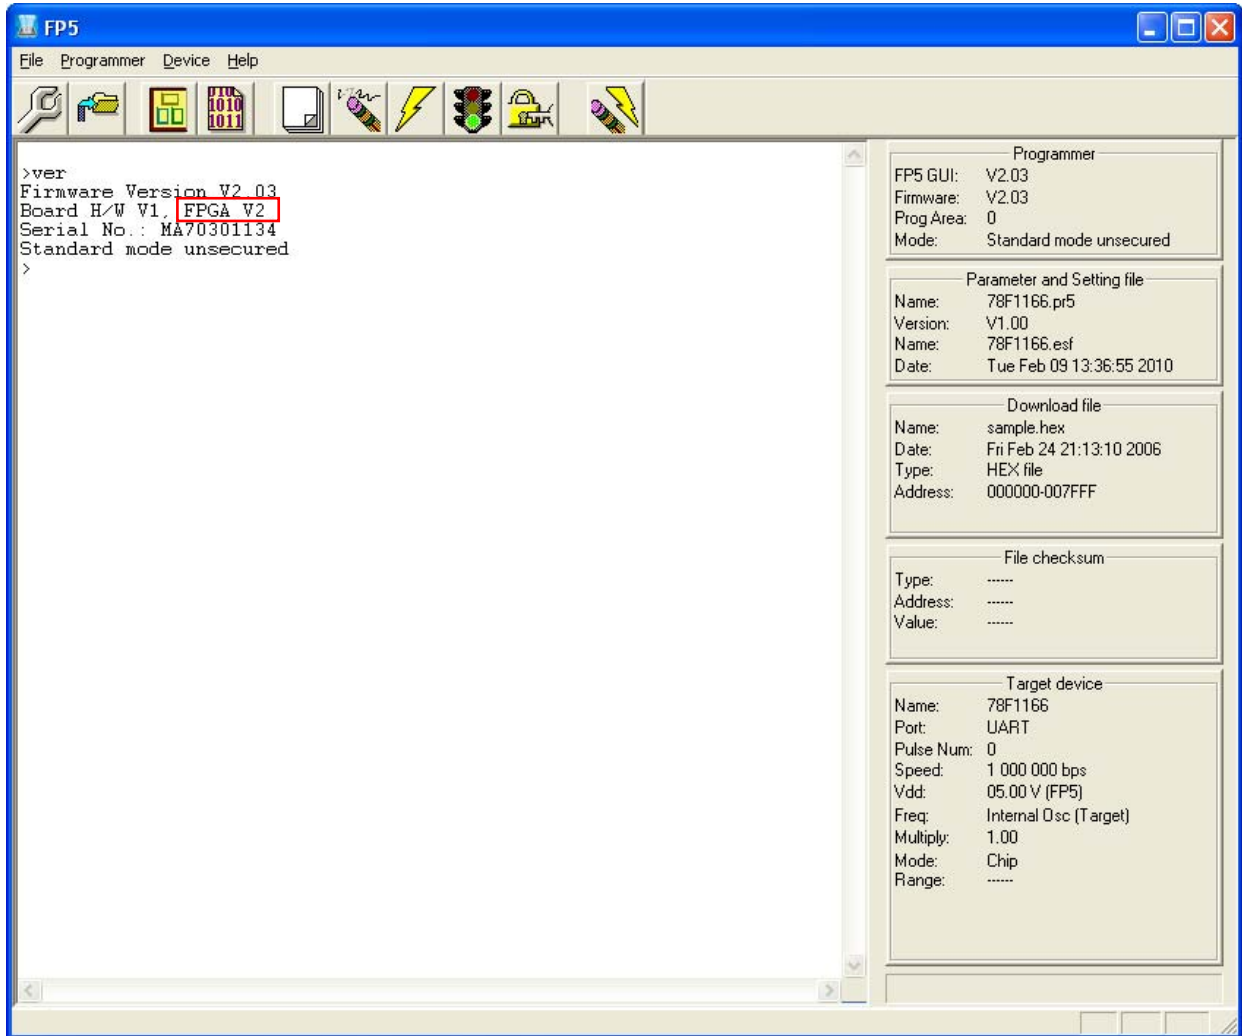 FP5
File Programmer Device Help
1010
1011
>ver
Firmware Version V2.03
Board H/W V1, FPGA V2
Serial No.: MA70301134
Standard mode unsecured
>
Programmer
FP5 GUI: V2.03
Firmware: V2.03
Prog Area: 0
Mode: Standard mode unsecured
Parameter and Setting file
Name: 78F1166.pr5
Version: V1.00
Name: 78F1166.esf
Date: Tue Feb 09 13:36:55 2010
Download file
Name: sample.hex
Date: Fri Feb 24 21:13:10 2006
Type: HEX file
Address: 000000-007FFF
File checksum
Type: ------
Address: ------
Value: ------
Target device
Name: 78F1166
Port: UART
Pulse Num: 0
Speed: 1 000 000 bps
Vdd: 05.00 V (FP5)
Freq: Internal Osc (Target)
Multiply: 1.00
Mode: Chip
Range: ------